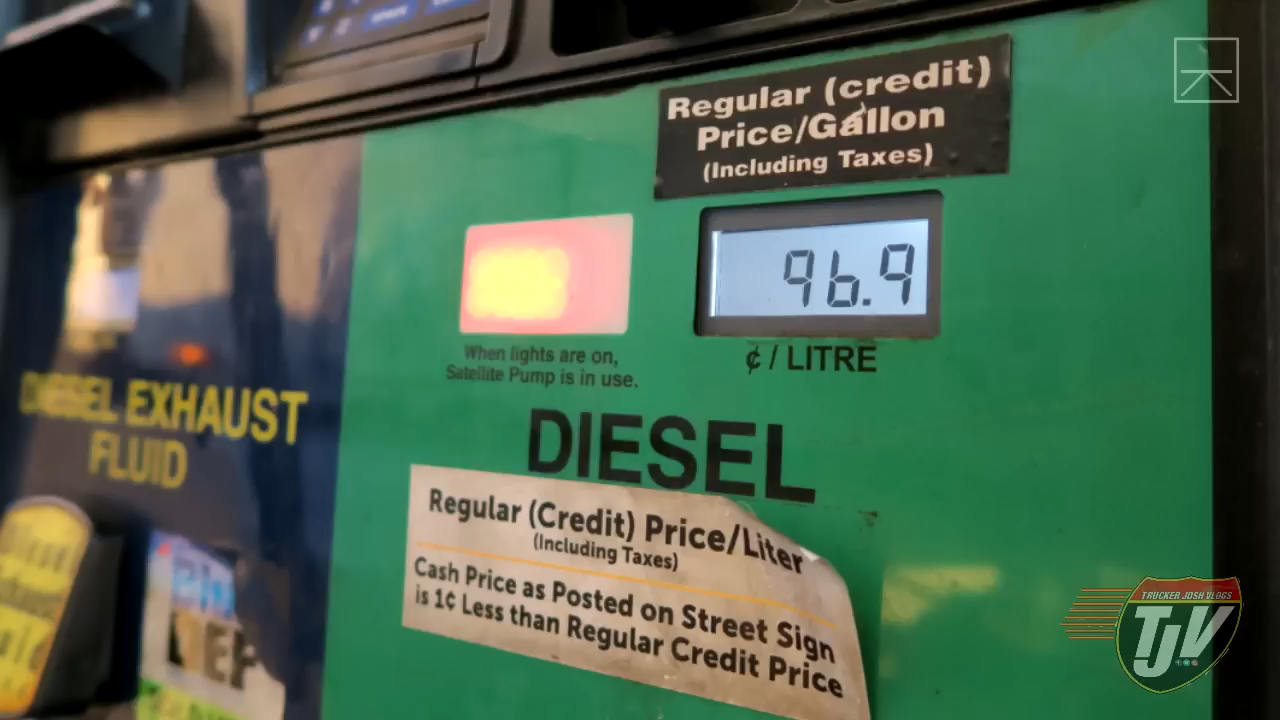 Regular (credit)
Price/Gallon
(Including Taxes)
96.9
¢ / LITRE
When lights are on,
Satellite Pump is in use.
DIESEL
DIESEL EXHAUST
FLUID
Regular (Credit) Price/Liter
(Including Taxes)
Cash Price as Posted on Street Sign
is 1¢ Less than Regular Credit Price
TRUCKER JOSH VLOGS
TJV